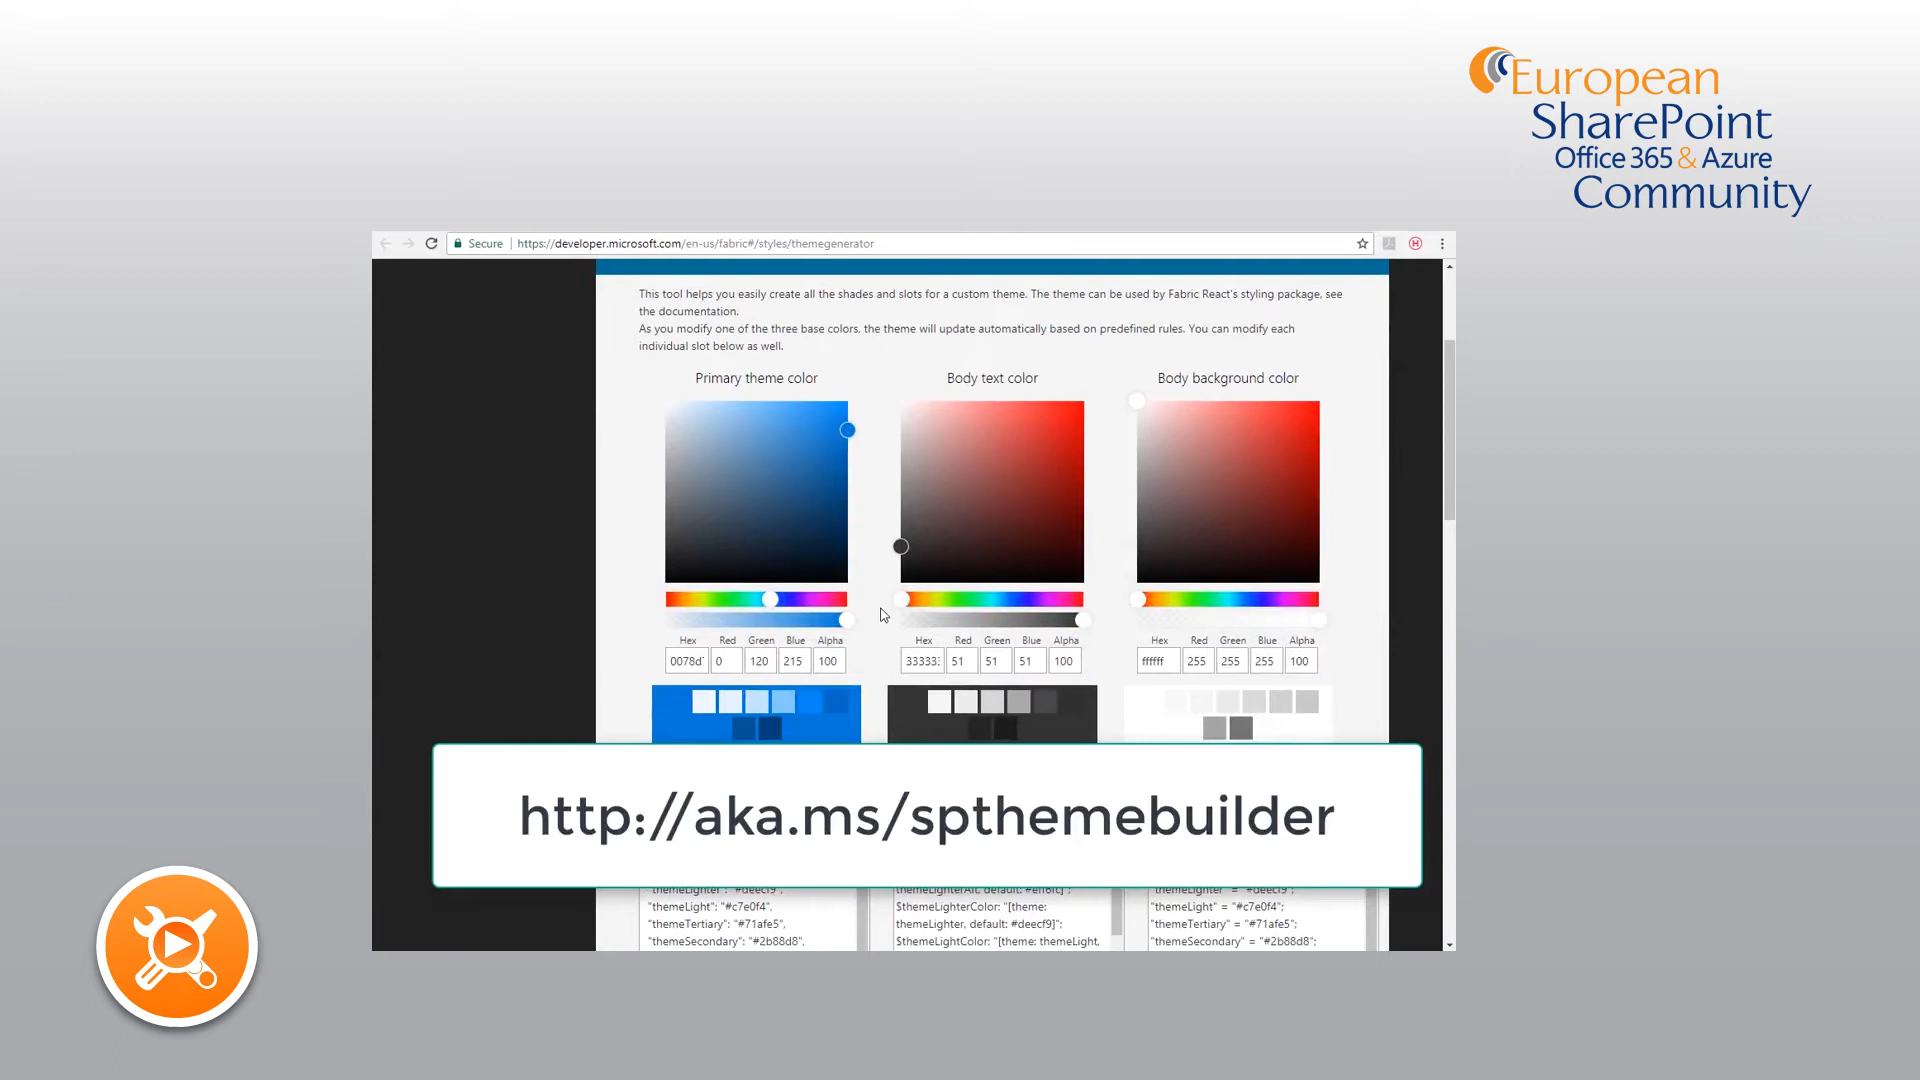 European
SharePoint
Office 365 & Azure
Community
Secure
https://developer.microsoft.com/en-us/fabric#/styles/themegenerator
This tool helps you easily create all the shades and slots for a custom theme. The theme can be used by Fabric React's styling package, see
the documentation.
As you modify one of the three base colors, the theme will update automatically based on predefined rules. You can modify each
individual slot below as well.
Primary theme color
Body text color
Body background color
Hex Red Green Blue Alpha
0078d 0 120 215 100
Hex Red Green Blue Alpha
33333 51 51 51 100
Hex Red Green Blue Alpha
ffffff 255 255 255 100
http://aka.ms/spthemebuilder
"themeLighter": "#deecf9",
"themeLight": "#c7e0f4",
"themeTertiary": "#71afe5",
"themeSecondary": "#2b88d8",
themeLighterAlt, default: #eff6fc]";
$themeLighterColor: "[theme:
themeLighter, default: #deecf9]";
$themeLightColor: "[theme: themeLight,
"themeLighter" = "#deecf9";
"themeLight" = "#c7e0f4";
"themeTertiary" = "#71afe5";
"themeSecondary" = "#2b88d8";